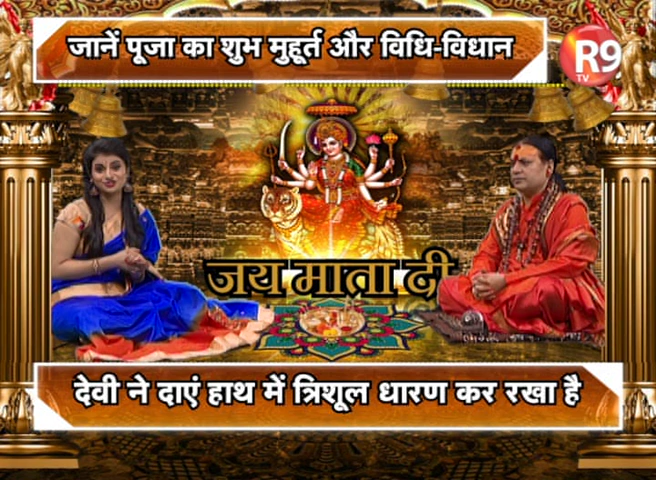 जानें पूजा का शुभ मुहूर्त और विधि-विधान
R9
TV
जय माता दी
देवी ने दाएं हाथ में त्रिशूल धारण कर रखा है